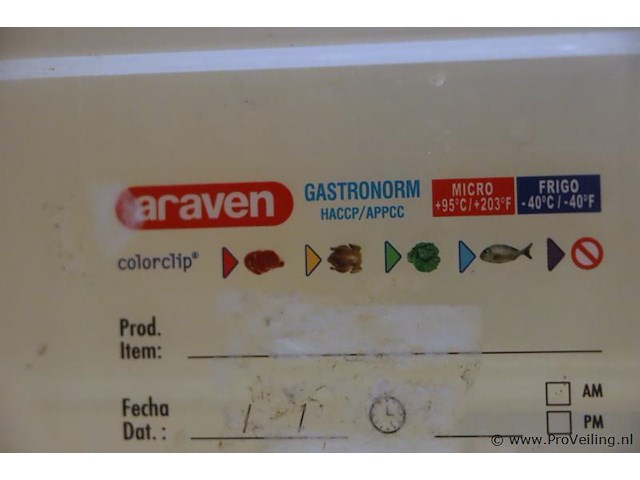 araven GASTRONORM MICRO FRIGO
HACCP/APPCC +95°C/+203°F -40°C/-40°F
colorclip®
Prod.
Item:
AM
Fecha
Dat.: / /
PM
© www.ProVeiling.nl